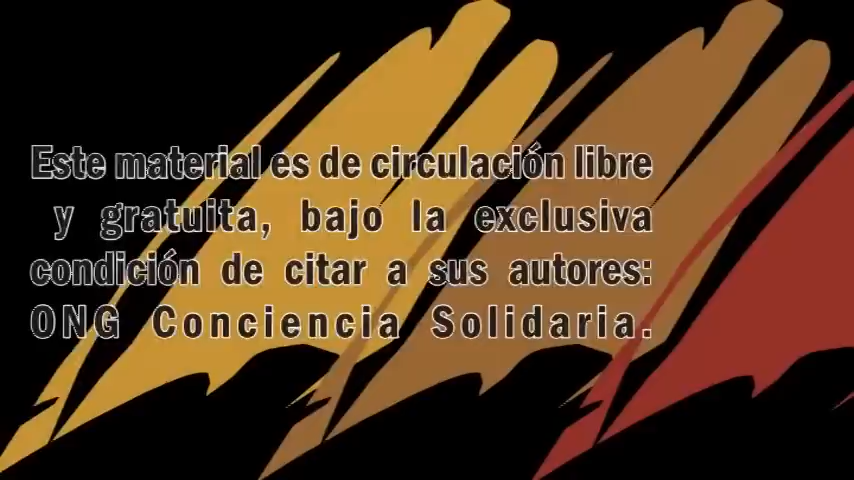 Este material es de circulación libre
y gratuita, bajo la exclusiva
condición de citar a sus autores:
ONG Conciencia Solidaria.